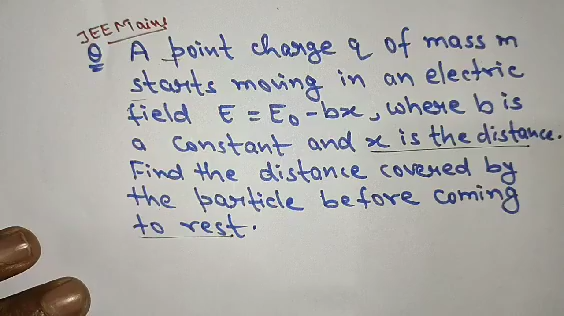 JEE Mains
Q A point charge q of mass m
starts moving in an electric
field E = E₀ - bx, where b is
a constant and x is the distance.
Find the distance covered by
the particle before coming
to rest.